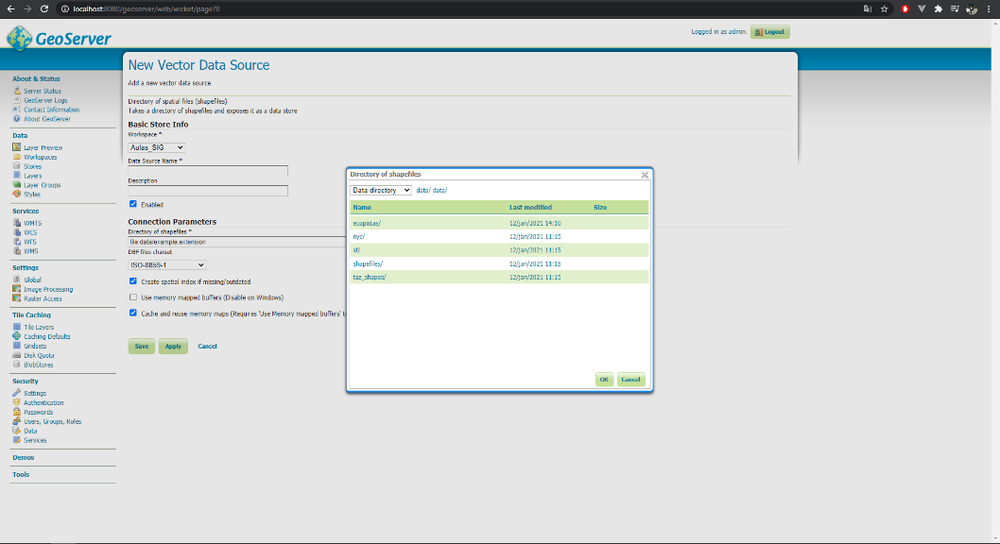 localhost:8080/geoserver/web/wicket/page?8
GeoServer
Logged in as admin.
Logout
About & Status
Server Status
GeoServer Logs
Contact Information
About GeoServer
Data
Layer Preview
Workspaces
Stores
Layers
Layer Groups
Styles
Services
WMTS
WCS
WFS
WMS
Settings
Global
Image Processing
Raster Access
Tile Caching
Tile Layers
Caching Defaults
Gridsets
Disk Quota
BlobStores
Security
Settings
Authentication
Passwords
Users, Groups, Roles
Data
Services
Demos
Tools
New Vector Data Source
Add a new vector data source
Directory of spatial files (shapefiles)
Takes a directory of shapefiles and exposes it as a data store
Basic Store Info
Workspace *
Aulas_SIG
Data Source Name *
Description
Enabled
Connection Parameters
Directory of shapefiles *
file:data/example.extension
DBF files charset
ISO-8859-1
Create spatial index if missing/outdated
Use memory mapped buffers (Disable on Windows)
Cache and reuse memory maps (Requires 'Use Memory mapped buffers' t
Save Apply Cancel
Directory of shapefiles
Data directory data/ data/
Name Last modified Size
ecopistas/ 12/jan/2021 14:10
nyc/ 12/jan/2021 11:15
sf/ 12/jan/2021 11:15
shapefiles/ 12/jan/2021 11:15
taz_shapes/ 12/jan/2021 11:15
OK Cancel